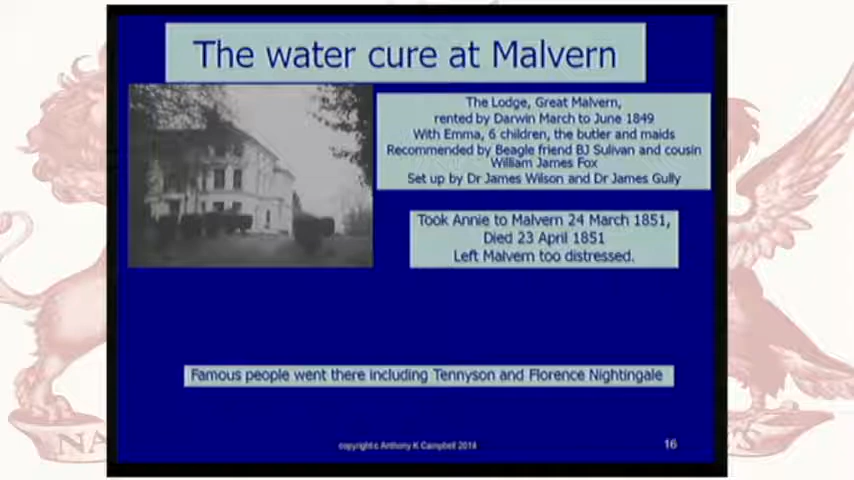 The water cure at Malvern
The Lodge, Great Malvern,
rented by Darwin March to June 1849
With Emma, 6 children, the butler and maids
Recommended by Beagle friend BJ Sulivan and cousin
William James Fox
Set up by Dr James Wilson and Dr James Gully
Took Annie to Malvern 24 March 1851,
Died 23 April 1851
Left Malvern too distressed.
Famous people went there including Tennyson and Florence Nightingale
copyright© Anthony K Campbell 2014
16
NA